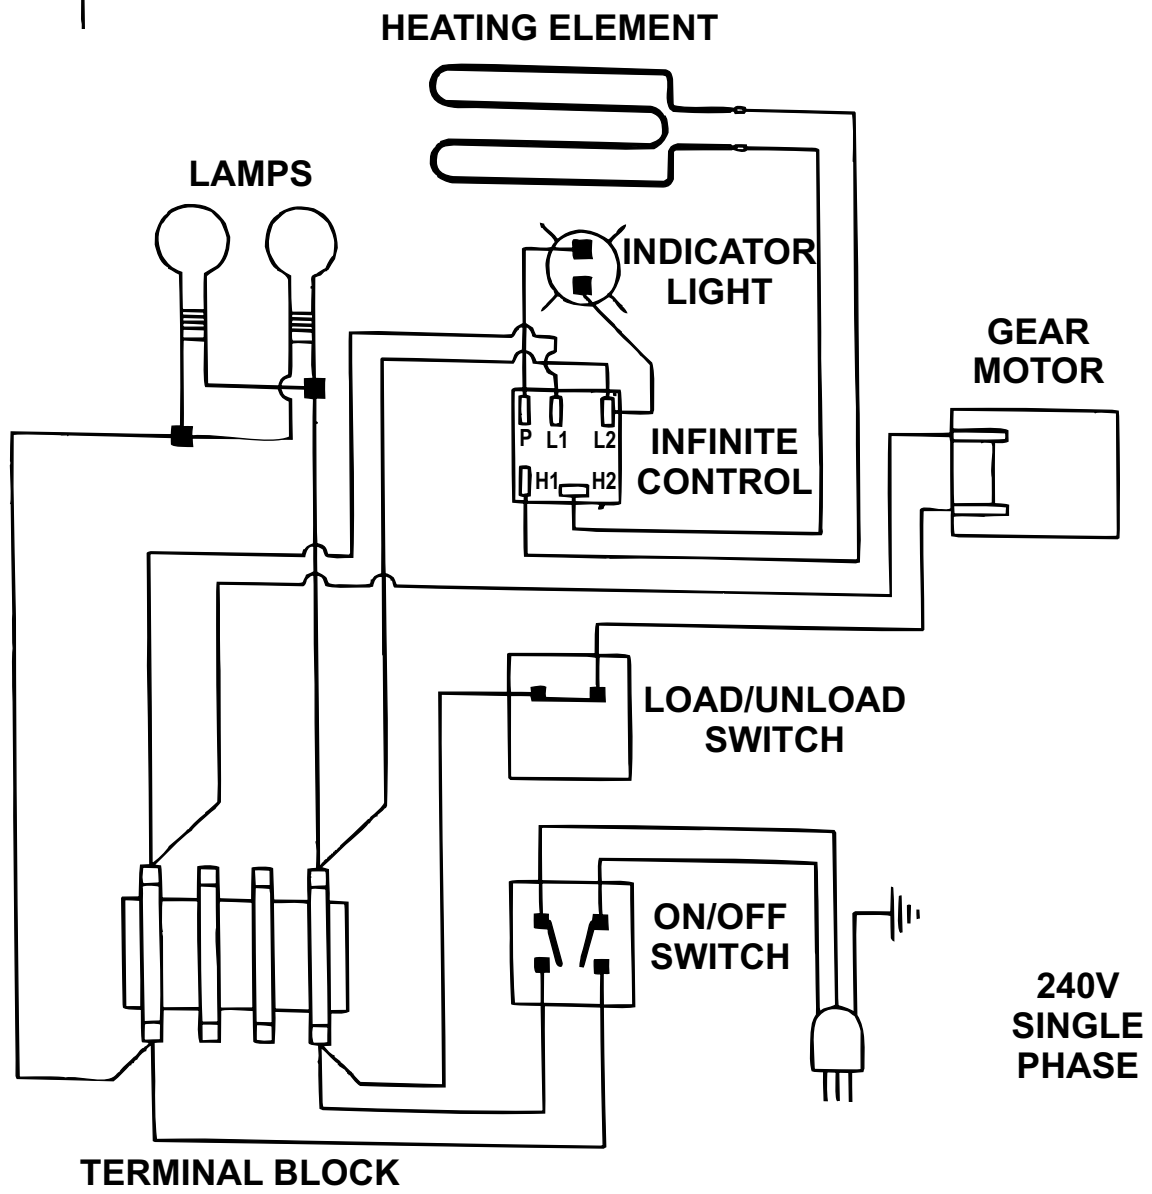 HEATING ELEMENT
LAMPS
INDICATOR
LIGHT
GEAR
MOTOR
P L1 L2
H1 H2
INFINITE
CONTROL
LOAD/UNLOAD
SWITCH
ON/OFF
SWITCH
240V
SINGLE
PHASE
TERMINAL BLOCK